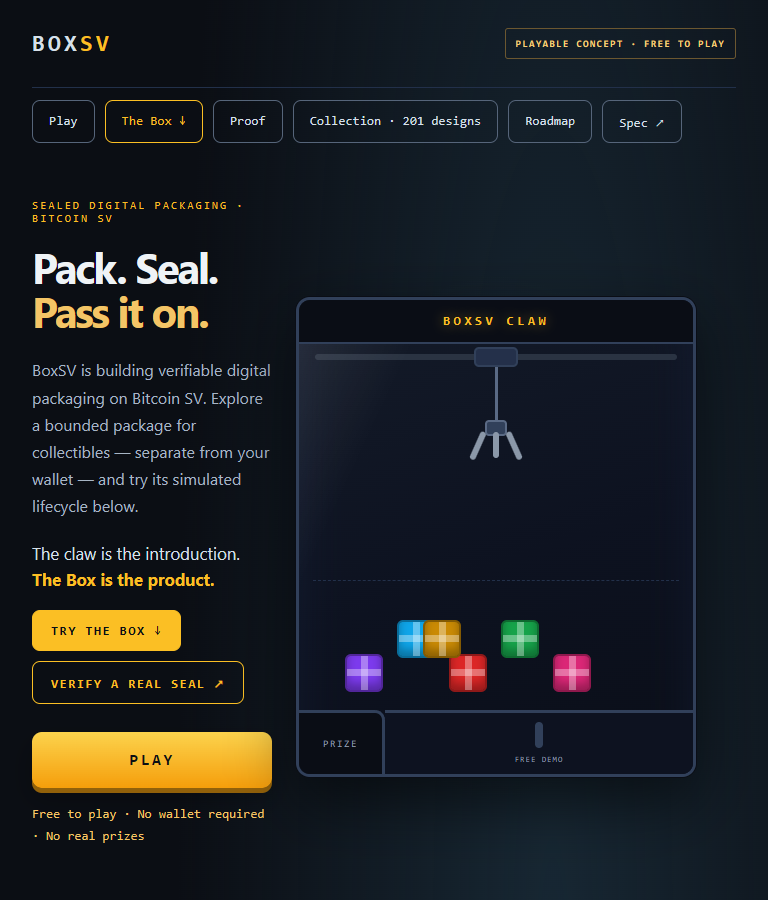 BOXSV
PLAYABLE CONCEPT · FREE TO PLAY
Play
The Box ↓
Proof
Collection · 201 designs
Roadmap
Spec ↗
SEALED DIGITAL PACKAGING ·
BITCOIN SV
Pack. Seal.
Pass it on.
BoxSV is building verifiable digital
packaging on Bitcoin SV. Explore
a bounded package for
collectibles — separate from your
wallet — and try its simulated
lifecycle below.
The claw is the introduction.
The Box is the product.
TRY THE BOX ↓
VERIFY A REAL SEAL ↗
PLAY
Free to play · No wallet required
· No real prizes
BOXSV CLAW
PRIZE
FREE DEMO